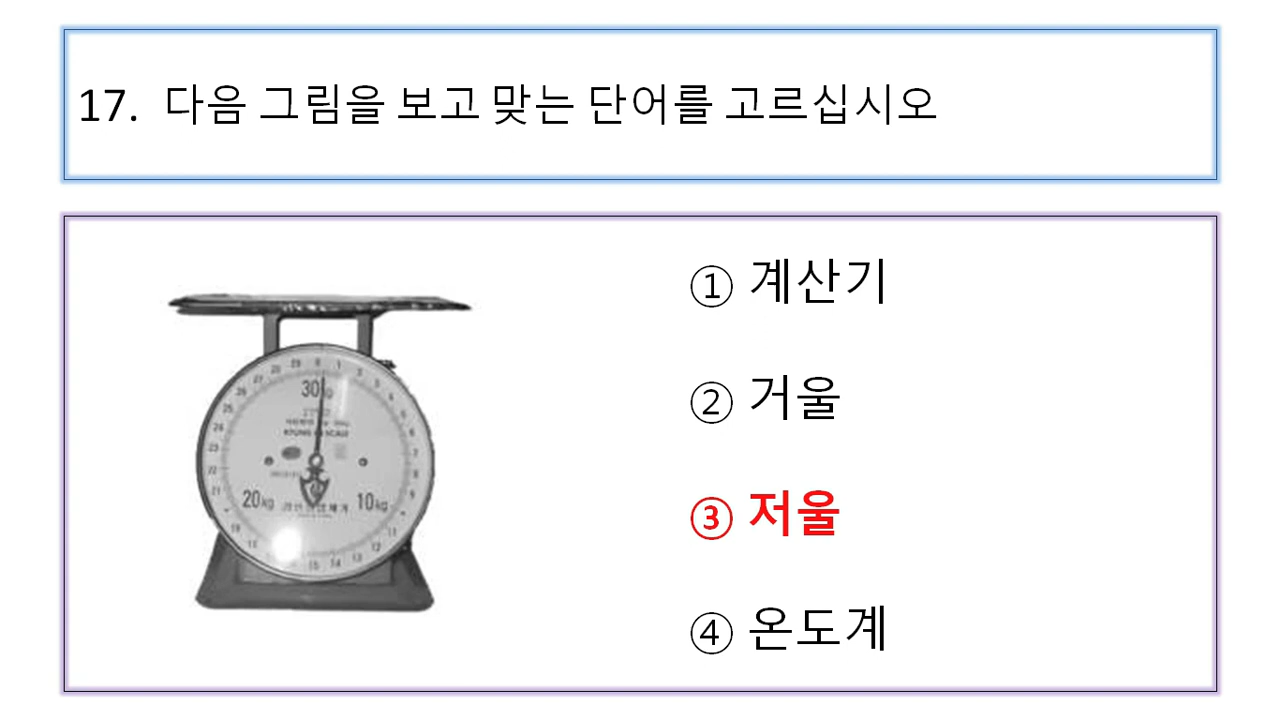 17. 다음 그림을 보고 맞는 단어를 고르십시오
① 계산기
② 거울
③ 저울
④ 온도계
30kg
20kg
10kg